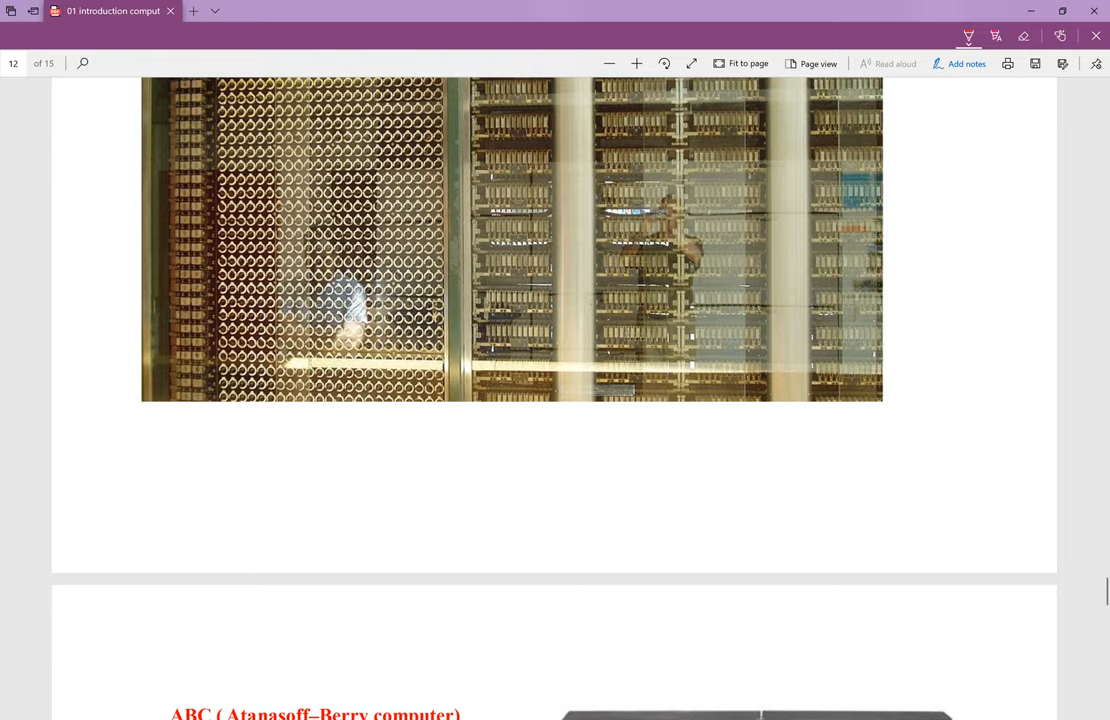 01 introduction comput
12 of 15
Fit to page
Page view
Read aloud
Add notes
ABC ( Atanasoff–Berry computer)